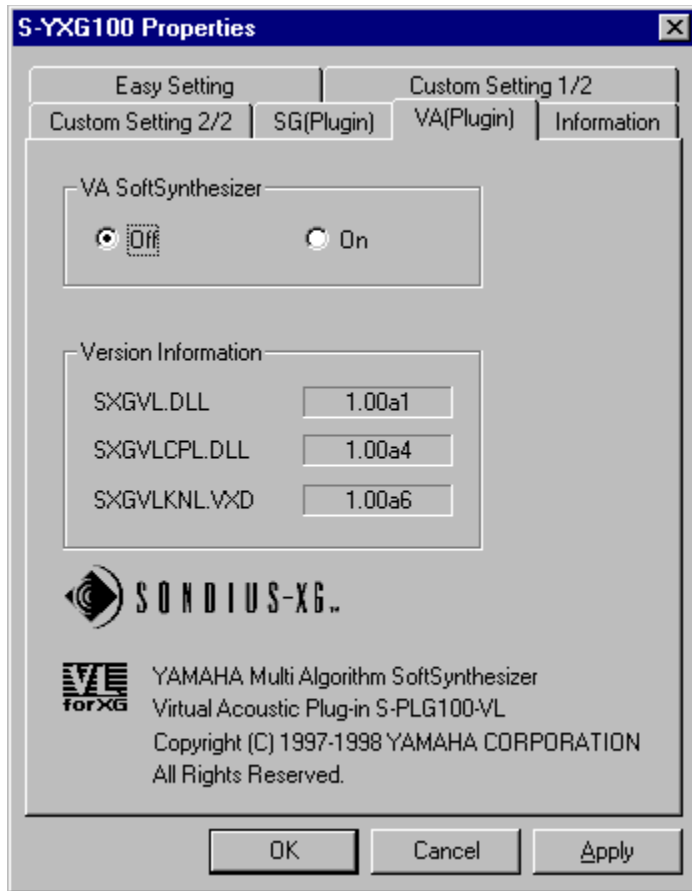 S-YXG100 Properties
Easy Setting
Custom Setting 1/2
Custom Setting 2/2
SG(Plugin)
VA(Plugin)
Information
VA SoftSynthesizer
Off
On
Version Information
SXGVL.DLL 1.00a1
SXGVLCPL.DLL 1.00a4
SXGVLKNL.VXD 1.00a6
SONDIUS-XG™
VL
forXG
YAMAHA Multi Algorithm SoftSynthesizer
Virtual Acoustic Plug-in S-PLG100-VL
Copyright (C) 1997-1998 YAMAHA CORPORATION
All Rights Reserved.
OK
Cancel
Apply